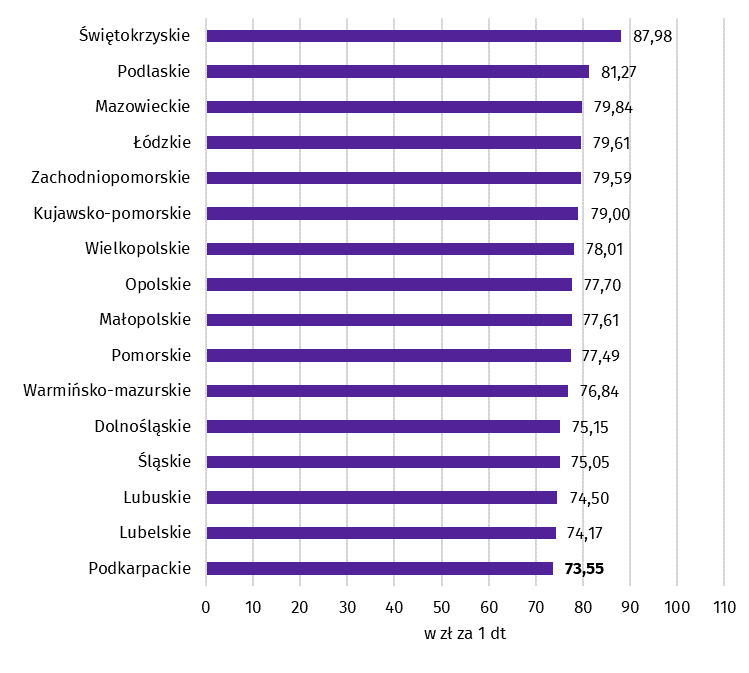 Świętokrzyskie 87,98
Podlaskie 81,27
Mazowieckie 79,84
Łódzkie 79,61
Zachodniopomorskie 79,59
Kujawsko-pomorskie 79,00
Wielkopolskie 78,01
Opolskie 77,70
Małopolskie 77,61
Pomorskie 77,49
Warmińsko-mazurskie 76,84
Dolnośląskie 75,15
Śląskie 75,05
Lubuskie 74,50
Lubelskie 74,17
Podkarpackie 73,55
0 10 20 30 40 50 60 70 80 90 100 110
w zł za 1 dt